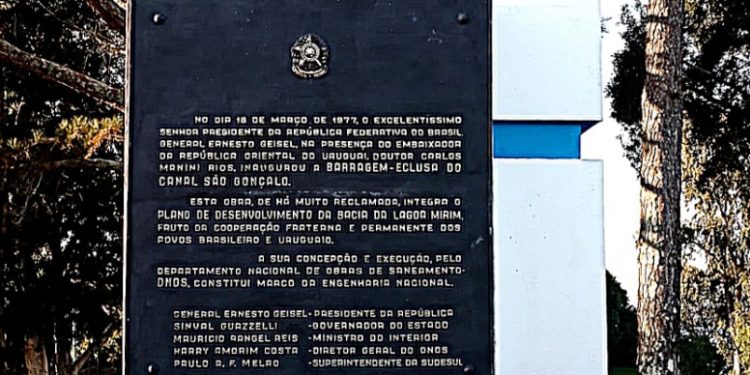 NO DIA 18 DE MARÇO DE 1977, O EXCELENTÍSSIMO
SENHOR PRESIDENTE DA REPÚBLICA FEDERATIVA DO BRASIL,
GENERAL ERNESTO GEISEL, NA PRESENÇA DO EMBAIXADOR
DA REPÚBLICA ORIENTAL DO URUGUAI, DOUTOR CARLOS
MANINI RIOS, INAUGUROU A BARRAGEM-ECLUSA DO
CANAL SÃO GONÇALO.
ESTA OBRA, DE HÁ MUITO RECLAMADA, INTEGRA O
PLANO DE DESENVOLVIMENTO DA BACIA DA LAGOA MIRIM,
FRUTO DA COOPERAÇÃO FRATERNA E PERMANENTE DOS
POVOS BRASILEIRO E URUGUAIO.
A SUA CONCEPÇÃO E EXECUÇÃO, PELO
DEPARTAMENTO NACIONAL DE OBRAS DE SANEAMENTO-
DNOS, CONSTITUI MARCO DA ENGENHARIA NACIONAL.
GENERAL ERNESTO GEISEL-PRESIDENTE DA REPÚBLICA
SINVAL GUAZZELLI -GOVERNADOR DO ESTADO
MAURICIO RANGEL REIS -MINISTRO DO INTERIOR
HARRY AMORIM COSTA -DIRETOR GERAL DO DNOS
PAULO A. F. MELRO -SUPERINTENDENTE DA SUDESUL